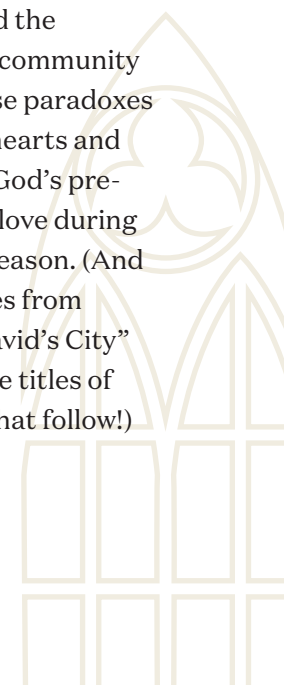 d the
community
se paradoxes
hearts and
God’s pre-
love during
eason. (And
es from
vid’s City”
e titles of
hat follow!)